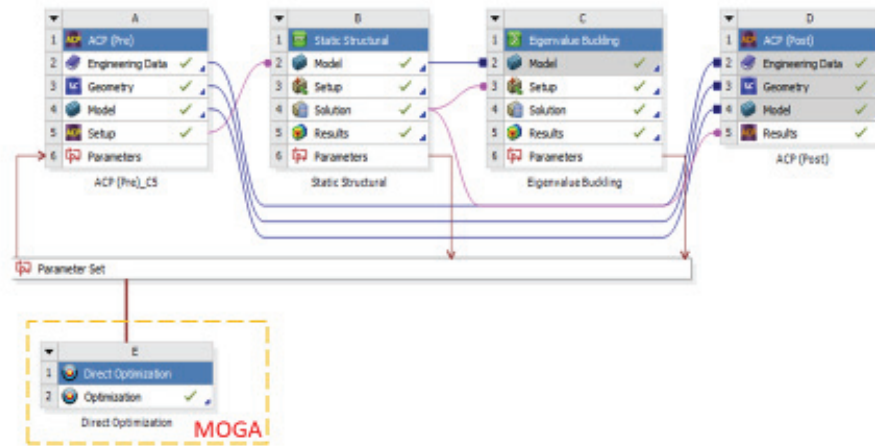 A
1 ACP (Pre)
2 Engineering Data
3 Geometry
4 Model
5 Setup
6 Parameters
ACP (Pre)_C5
B
1 Static Structural
2 Model
3 Setup
4 Solution
5 Results
6 Parameters
Static Structural
C
1 Eigenvalue Buckling
2 Model
3 Setup
4 Solution
5 Results
6 Parameters
Eigenvalue Buckling
D
1 ACP (Post)
2 Engineering Data
3 Geometry
4 Model
5 Results
ACP (Post)
Parameter Set
E
1 Direct Optimization
2 Optimization
Direct Optimization
MOGA